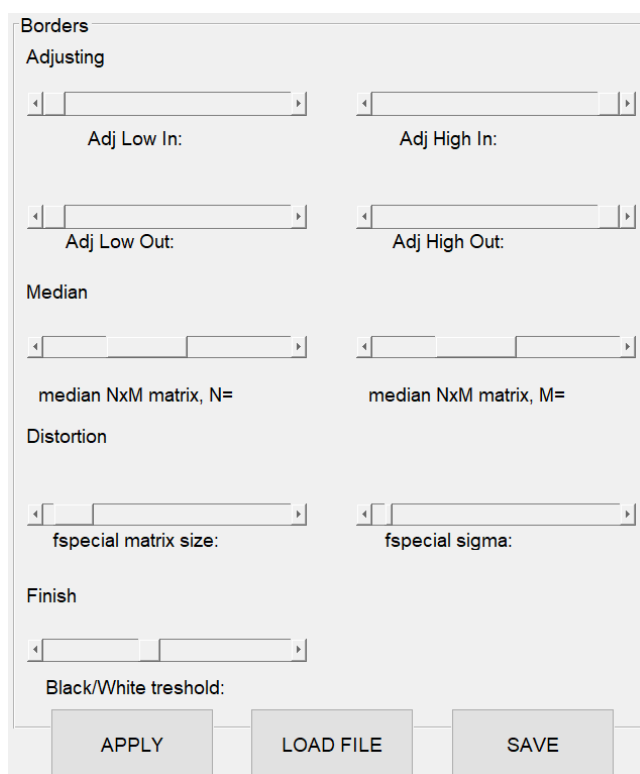 Borders
Adjusting
Adj Low In:
Adj High In:
Adj Low Out:
Adj High Out:
Median
median NxM matrix, N=
median NxM matrix, M=
Distortion
fspecial matrix size:
fspecial sigma:
Finish
Black/White treshold:
APPLY
LOAD FILE
SAVE